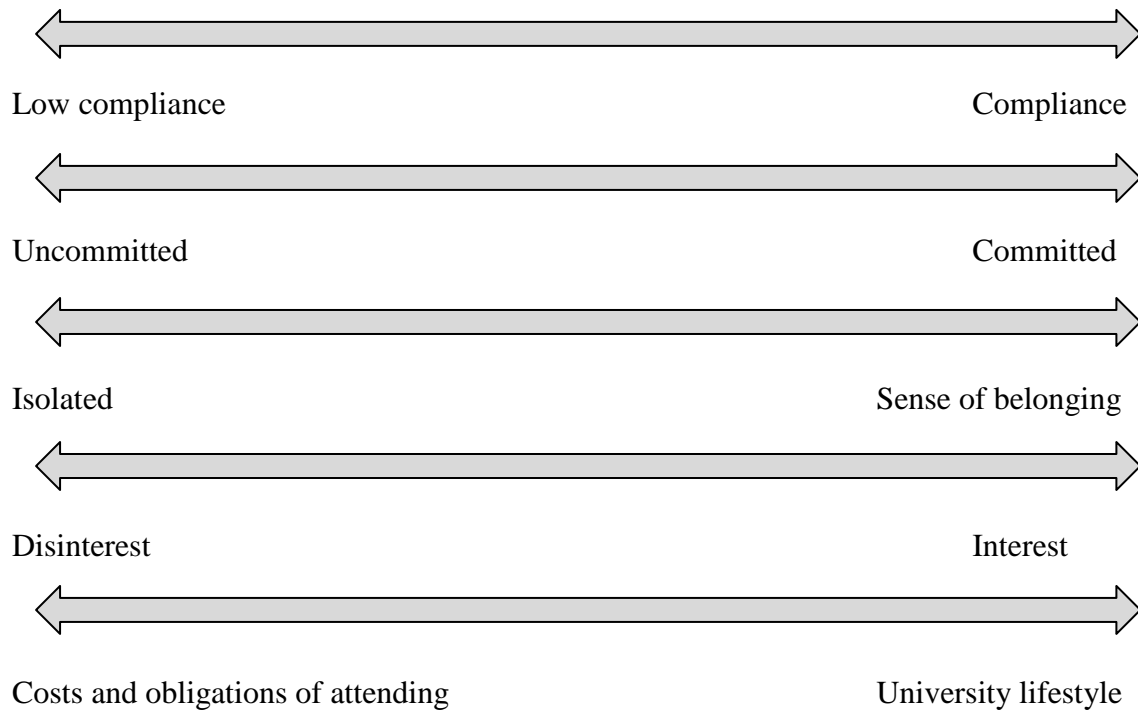 Low compliance Compliance
Uncommitted Committed
Isolated Sense of belonging
Disinterest Interest
Costs and obligations of attending University lifestyle